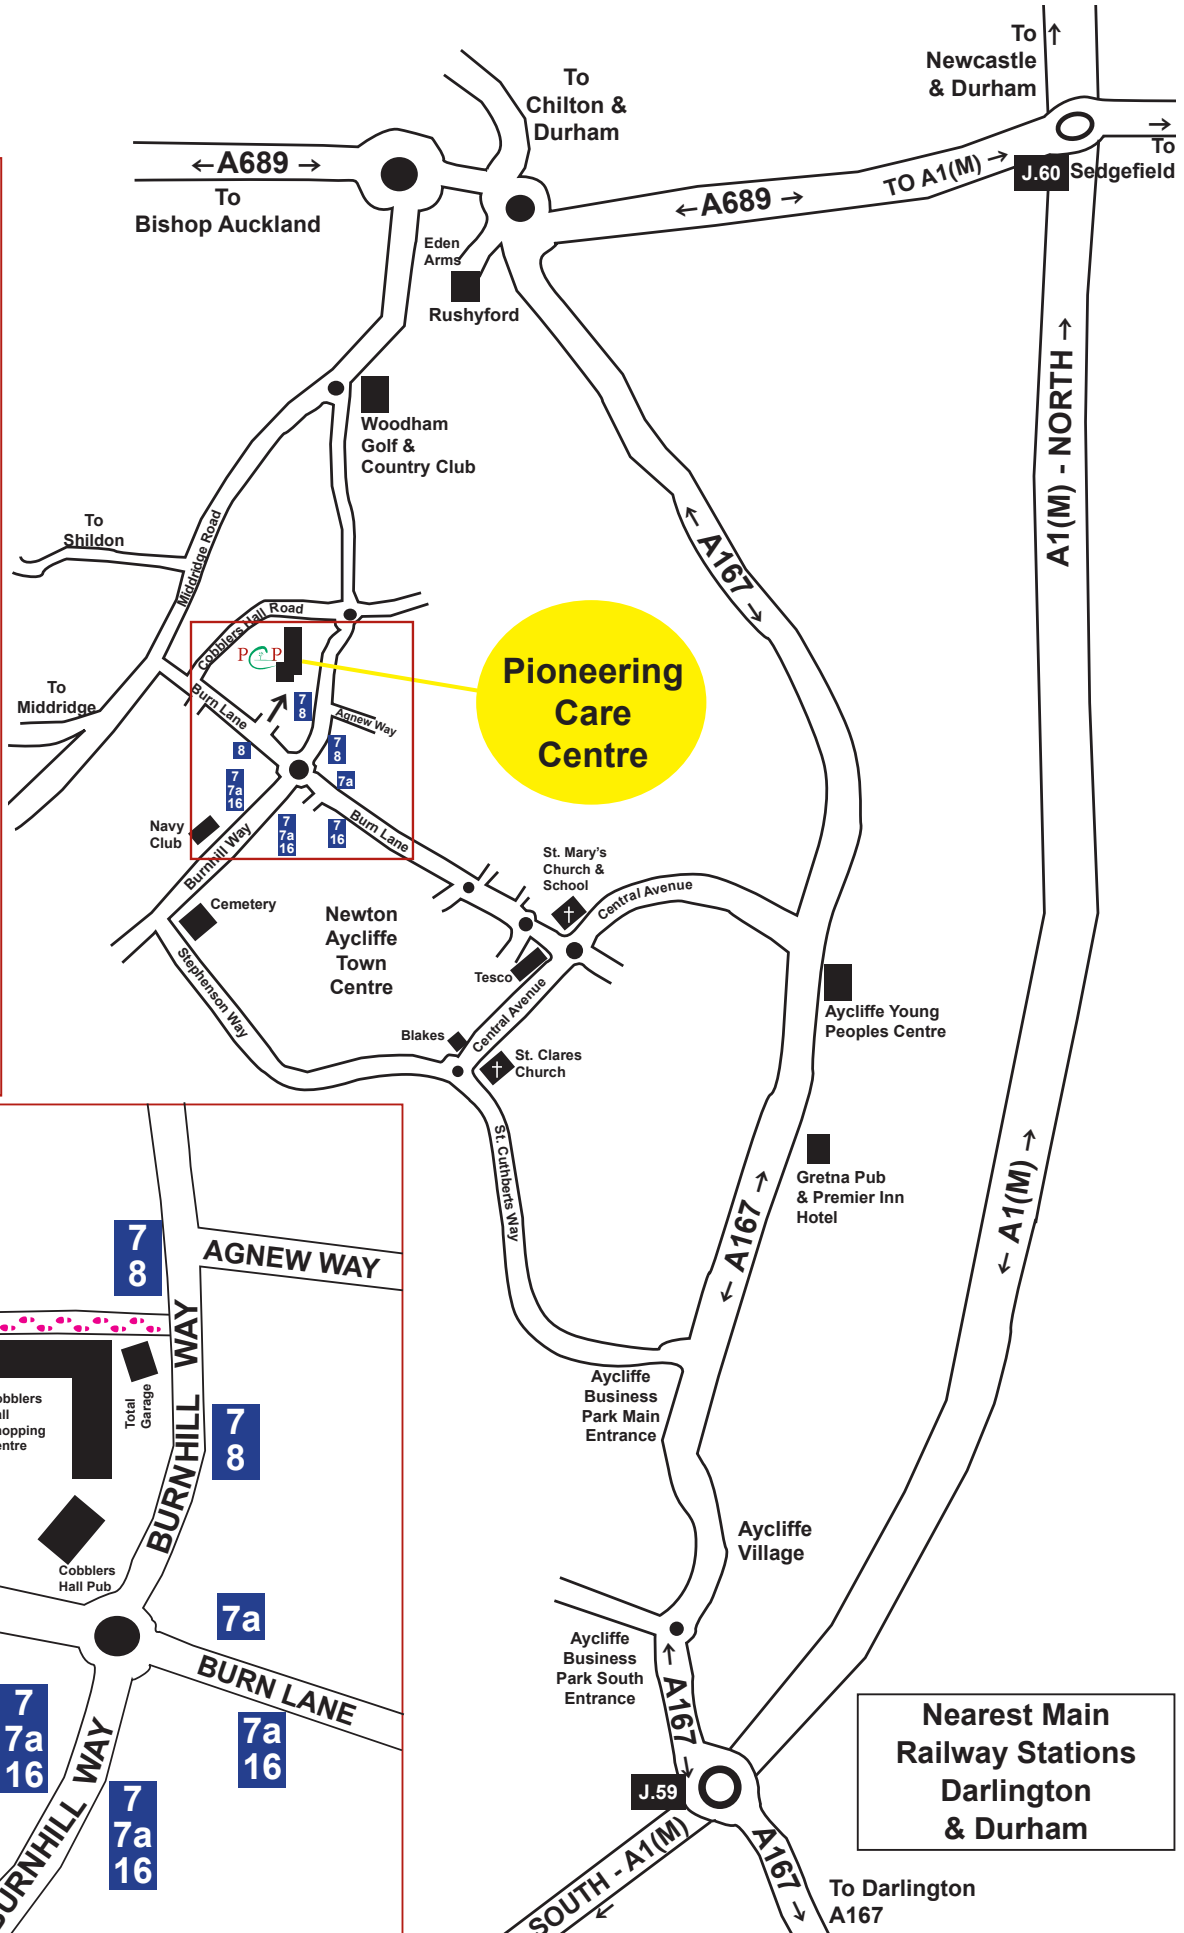 To
Newcastle
& Durham
To
Chilton &
Durham
A689
To
Bishop Auckland
A689
TO A1(M)
J.60
To
Sedgefield
Eden
Arms
Rushyford
Woodham
Golf &
Country Club
A1(M) - NORTH
To
Shildon
Middridge Road
A167
Cobblers Hall Road
PCP
Pioneering
Care
Centre
To
Middridge
Burn Lane
7
8
Agnew Way
8
7
8
7
7a
16
7a
Navy
Club
Burnhill Way
7
7a
16
7
16
Burn Lane
St. Mary's
Church &
School
Central Avenue
Cemetery
Newton
Aycliffe
Town
Centre
Stephenson Way
Tesco
Central Avenue
Blakes
St. Clares
Church
Aycliffe Young
Peoples Centre
St. Cuthberts Way
Gretna Pub
& Premier Inn
Hotel
A167
A1(M)
7
8
AGNEW WAY
BURNHILL WAY
Total
Garage
7
8
Cobblers
Hall Pub
7a
BURN LANE
7
7a
16
7a
16
BURNHILL WAY
7
7a
16
Aycliffe
Business
Park Main
Entrance
Aycliffe
Village
Aycliffe
Business
Park South
Entrance
A167
J.59
SOUTH - A1(M)
A167
To Darlington
A167
Nearest Main
Railway Stations
Darlington
& Durham